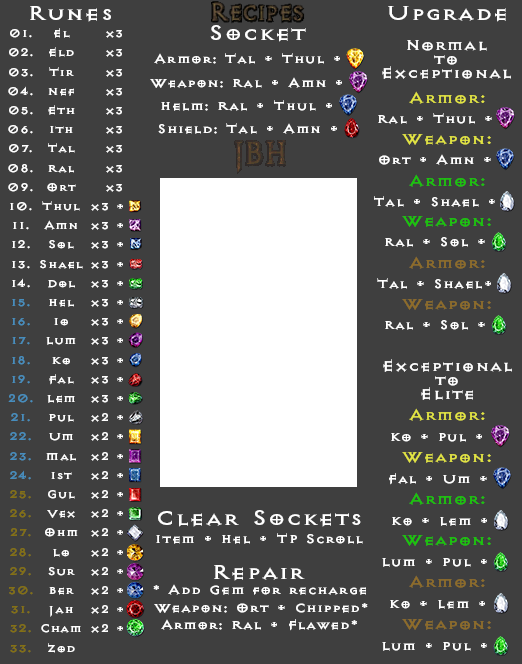 Runes
01. El x3
02. Eld x3
03. Tir x3
04. Nef x3
05. Eth x3
06. Ith x3
07. Tal x3
08. Ral x3
09. Ort x3
10. Thul x3 +
11. Amn x3 +
12. Sol x3 +
13. Shael x3 +
14. Dol x3 +
15. Hel x3 +
16. Io x3 +
17. Lum x3 +
18. Ko x3 +
19. Fal x3 +
20. Lem x3 +
21. Pul x2 +
22. Um x2 +
23. Mal x2 +
24. Ist x2 +
25. Gul x2 +
26. Vex x2 +
27. Ohm x2 +
28. Lo x2 +
29. Sur x2 +
30. Ber x2 +
31. Jah x2 +
32. Cham x2 +
33. Zod
Recipes
Socket
Armor: Tal + Thul +
Weapon: Ral + Amn +
Helm: Ral + Thul +
Shield: Tal + Amn +
JBH
Clear Sockets
Item + Hel + TP Scroll
Repair
* Add Gem for recharge
Weapon: Ort + Chipped*
Armor: Ral + Flawed*
Upgrade
Normal
to
Exceptional
Armor:
Ral + Thul +
Weapon:
Ort + Amn +
Armor:
Tal + Shael +
Weapon:
Ral + Sol +
Armor:
Tal + Shael+
Weapon:
Ral + Sol +
Exceptional
to
Elite
Armor:
Ko + Pul +
Weapon:
Fal + Um +
Armor:
Ko + Lem +
Weapon:
Lum + Pul +
Armor:
Ko + Lem +
Weapon:
Lum + Pul +